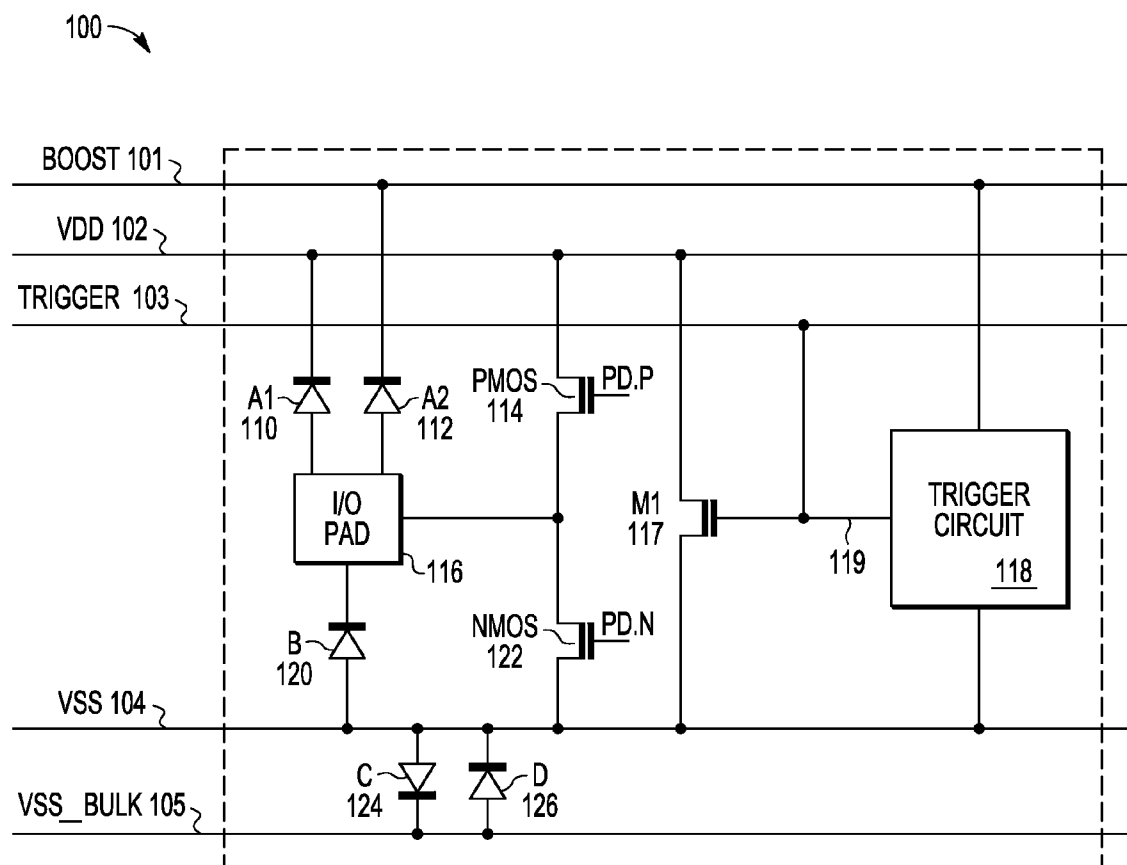 100
BOOST 101
VDD 102
TRIGGER 103
A1
110
A2
112
PMOS
114
PD.P
I/O
PAD
116
M1
117
119
TRIGGER
CIRCUIT
118
B
120
NMOS
122
PD.N
VSS 104
C
124
D
126
VSS__BULK 105